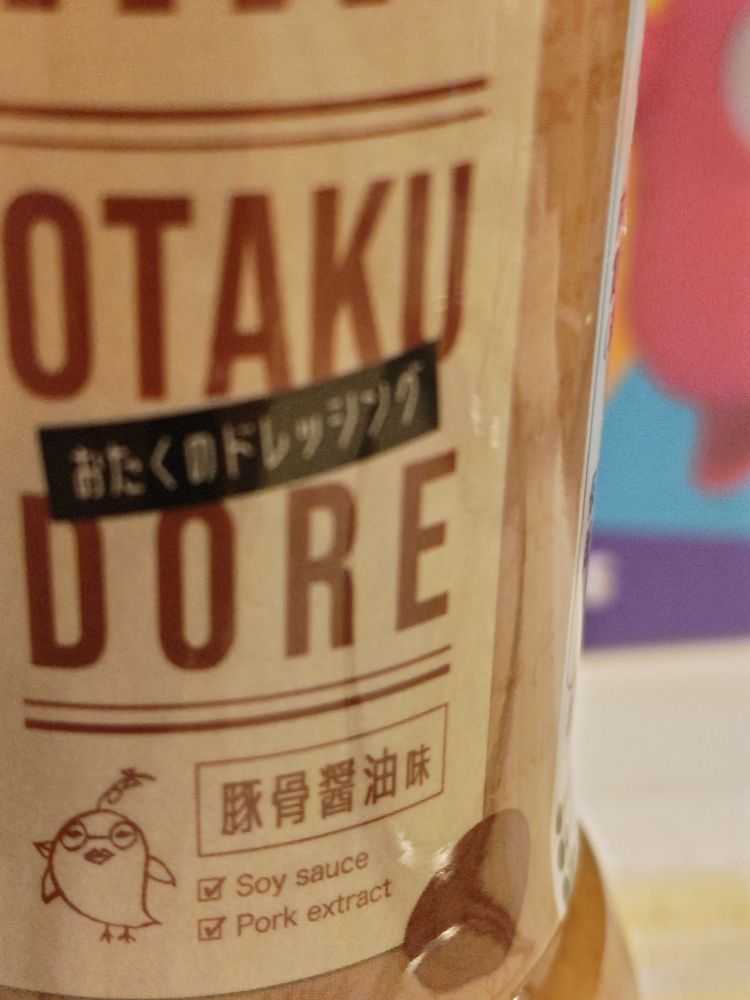 OTAKU
おたくのドレッシング
DORE
豚骨醤油味
Soy sauce
Pork extract